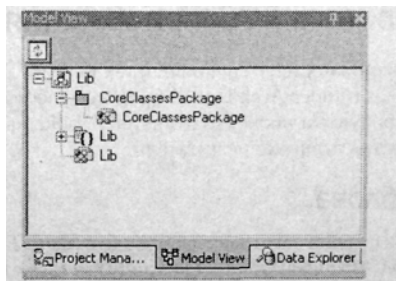 Model View
Lib
CoreClassesPackage
CoreClassesPackage
Lib
Lib
Project Mana... Model View Data Explorer